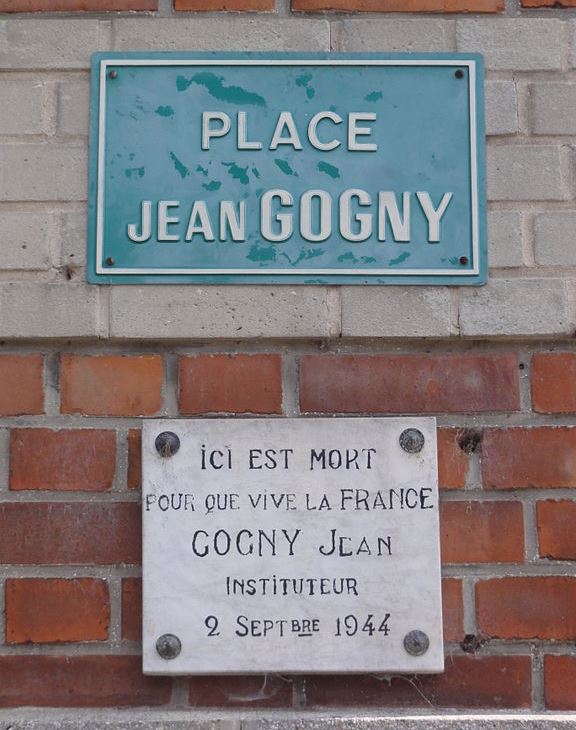 PLACE
JEAN GOGNY
ICI EST MORT
POUR QUE VIVE LA FRANCE
GOGNY JEAN
INSTITUTEUR
2 SEPTBRE 1944